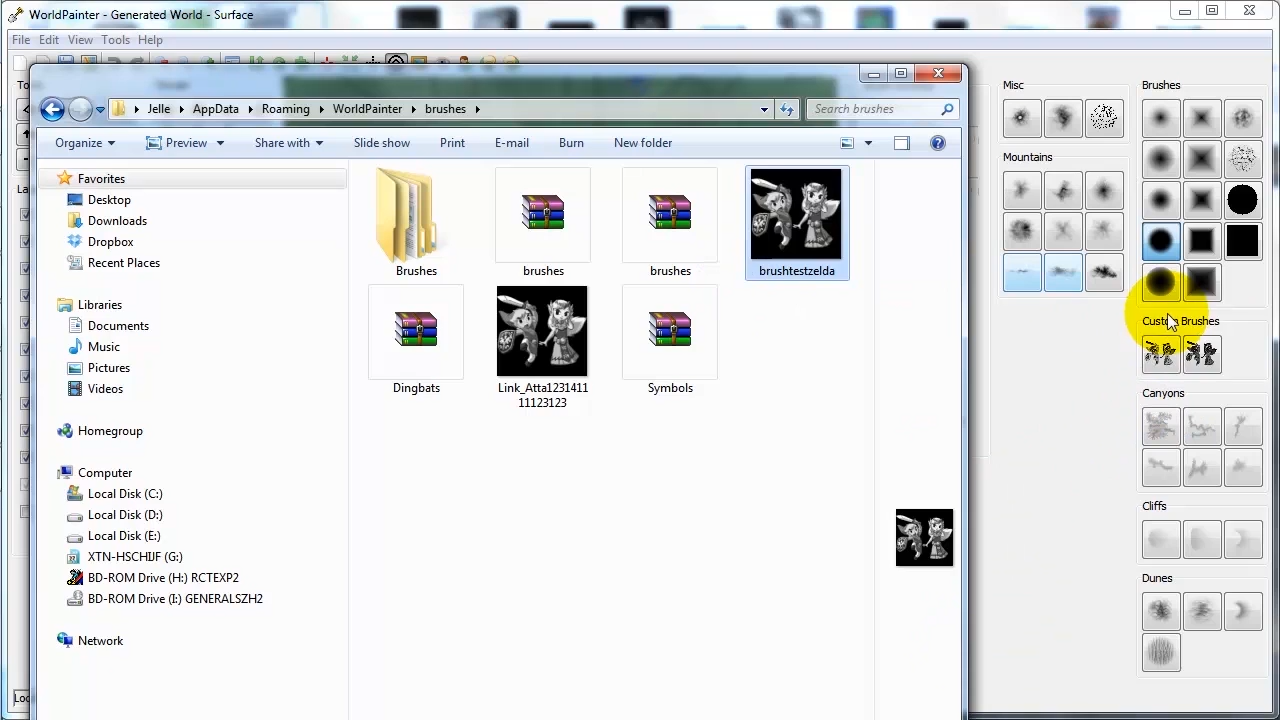 WorldPainter - Generated World - Surface
File Edit View Tools Help
Jelle AppData Roaming WorldPainter brushes
Search brushes
Organize Preview Share with Slide show Print E-mail Burn New folder
Favorites
Desktop
Downloads
Dropbox
Recent Places
Libraries
Documents
Music
Pictures
Videos
Homegroup
Computer
Local Disk (C:)
Local Disk (D:)
Local Disk (E:)
XTN-HSCHIJF (G:)
BD-ROM Drive (H:) RCTEXP2
BD-ROM Drive (I:) GENERALSZH2
Network
Brushes
brushes
brushes
brushtestzelda
Dingbats
Link_Atta1231411
11123123
Symbols
Misc
Mountains
Brushes
Custom Brushes
Canyons
Cliffs
Dunes